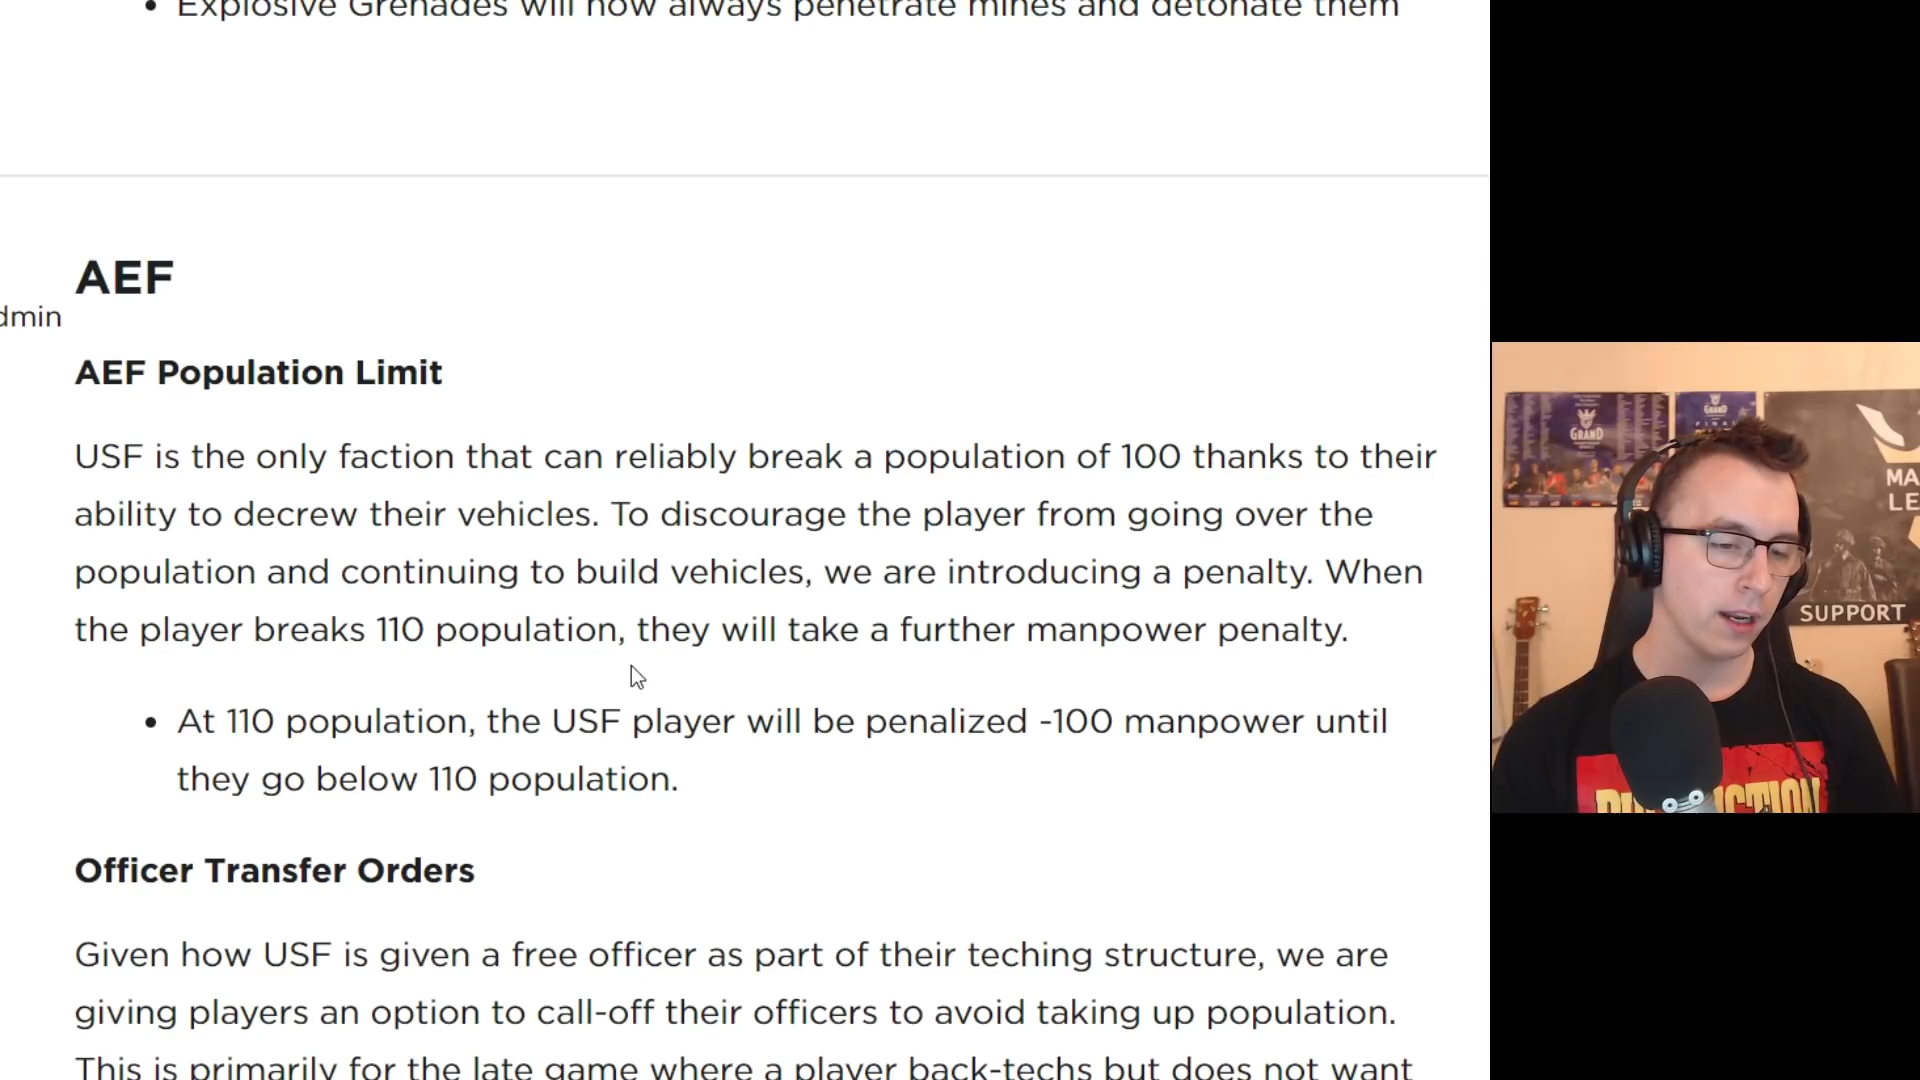 Explosive Grenades will now always penetrate mines and detonate them
AEF
dmin
AEF Population Limit
USF is the only faction that can reliably break a population of 100 thanks to their
ability to decrew their vehicles. To discourage the player from going over the
population and continuing to build vehicles, we are introducing a penalty. When
the player breaks 110 population, they will take a further manpower penalty.
At 110 population, the USF player will be penalized -100 manpower until
they go below 110 population.
Officer Transfer Orders
Given how USF is given a free officer as part of their teching structure, we are
giving players an option to call-off their officers to avoid taking up population.
This is primarily for the late game where a player back-techs but does not want
GRAND
GRAND
FINAL
MA
LE
SUPPORT